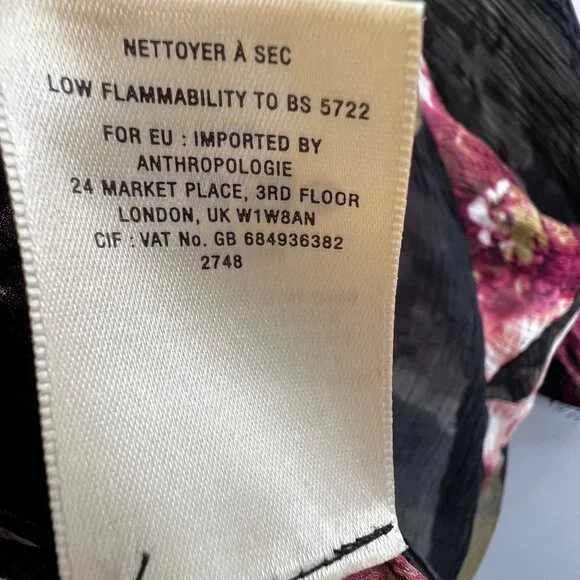 NETTOYER À SEC
LOW FLAMMABILITY TO BS 5722
FOR EU : IMPORTED BY
ANTHROPOLOGIE
24 MARKET PLACE, 3RD FLOOR
LONDON, UK W1W8AN
CIF : VAT No. GB 684936382
2748